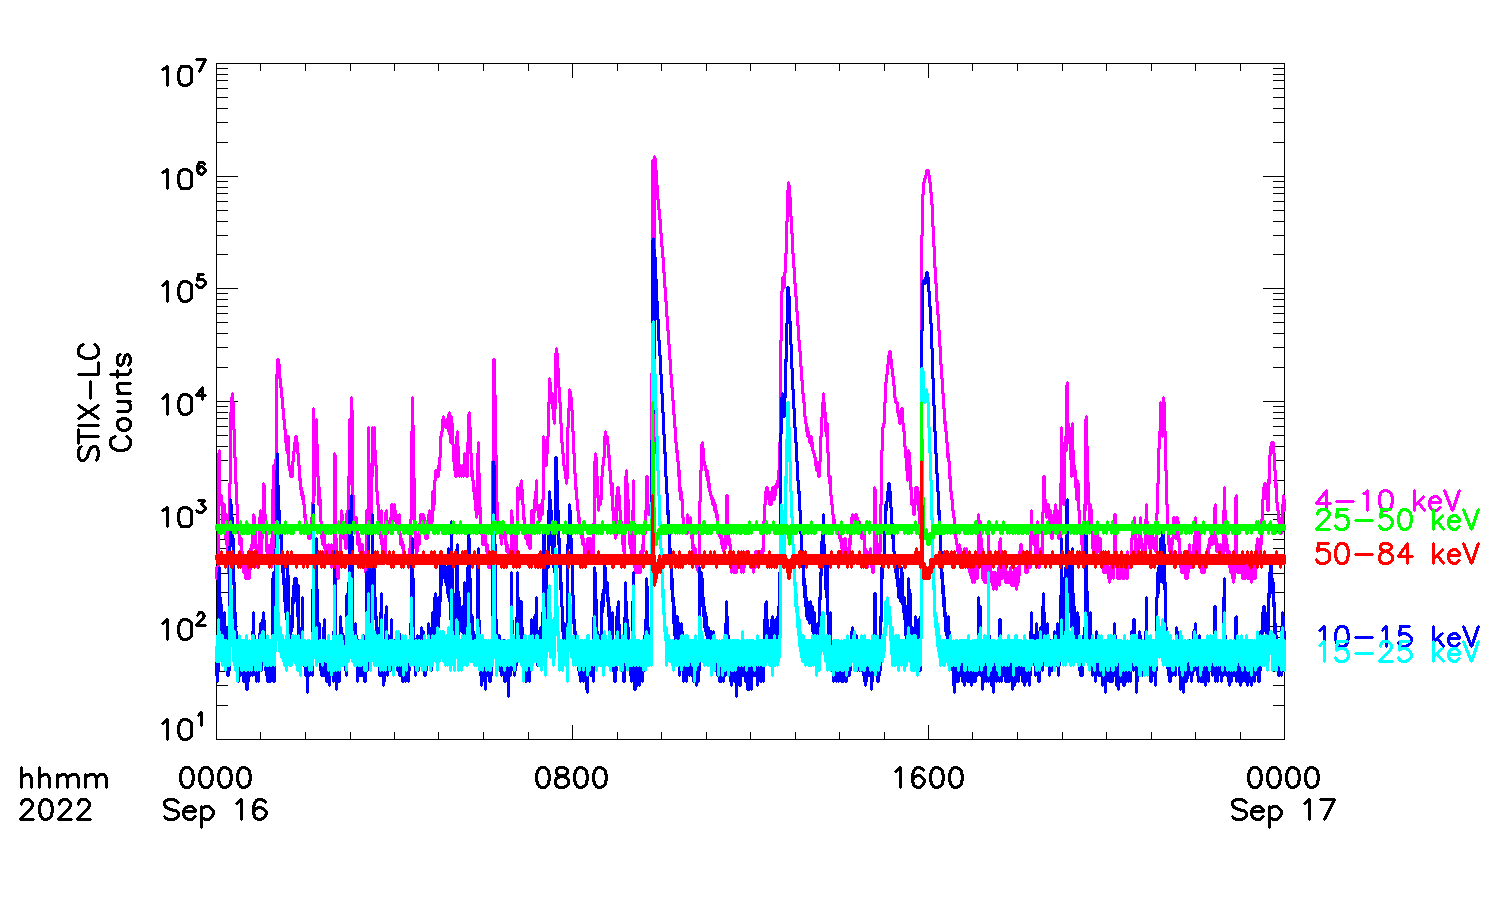 10⁷
10⁶
10⁵
10⁴
10³
10²
10¹
STIX-LC
Counts
4-10 keV
25-50 keV
50-84 keV
10-15 keV
15-25 keV
hhmm 0000 0800 1600 0000
2022 Sep 16 Sep 17